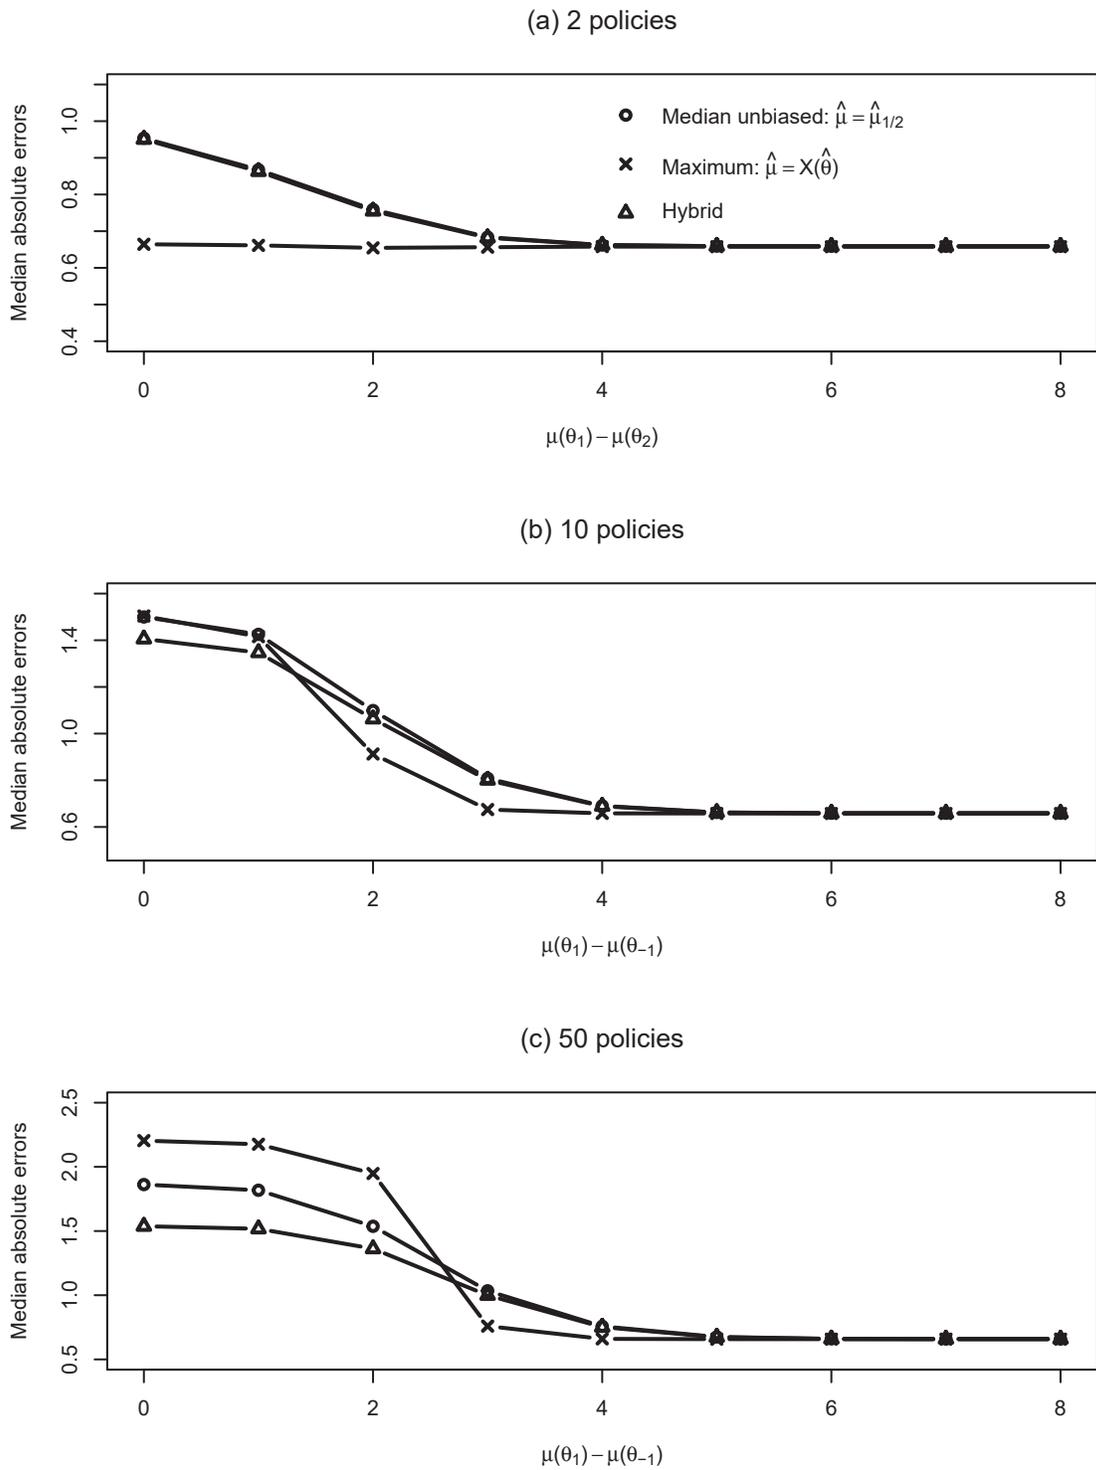 (a) 2 policies
Median absolute errors
1.0
0.8
0.6
0.4
Median unbiased: μ̂ = μ̂1/2
Maximum: μ̂ = X(θ̂)
Hybrid
0 2 4 6 8
μ(θ1) – μ(θ2)
(b) 10 policies
Median absolute errors
1.4
1.0
0.6
0 2 4 6 8
μ(θ1) – μ(θ−1)
(c) 50 policies
Median absolute errors
2.5
2.0
1.5
1.0
0.5
0 2 4 6 8
μ(θ1) – μ(θ−1)